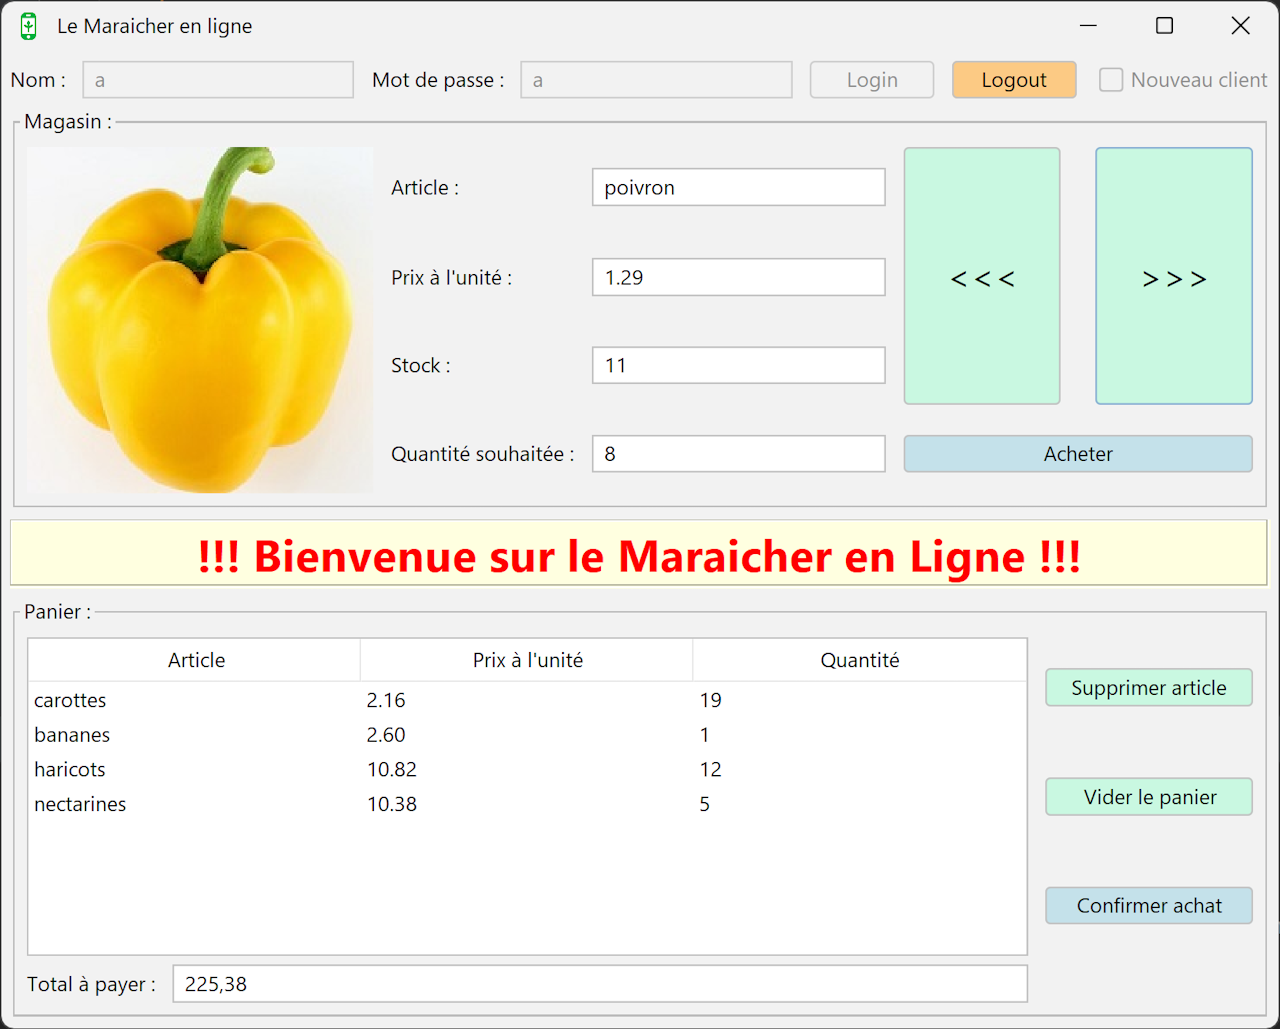 Le Maraicher en ligne
Nom : a Mot de passe : a Login Logout Nouveau client
Magasin :
Article : poivron
Prix à l'unité : 1.29
<<< >>>
Stock : 11
Quantité souhaitée : 8 Acheter
!!! Bienvenue sur le Maraicher en Ligne !!!
Panier :
Article Prix à l'unité Quantité
carottes 2.16 19
bananes 2.60 1
haricots 10.82 12
nectarines 10.38 5
Supprimer article
Vider le panier
Confirmer achat
Total à payer : 225,38